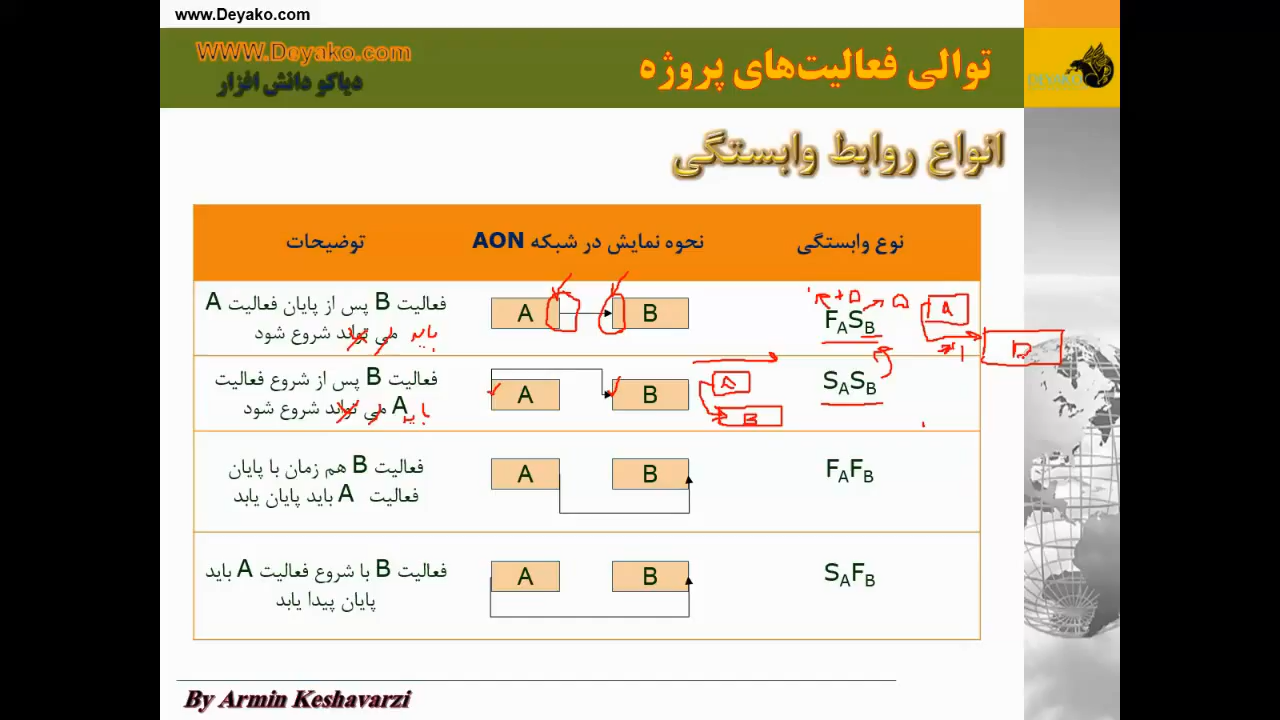 www.Deyako.com
WWW.Deyako.com
دیاکو دانش افزار
توالی فعالیت‌های پروژه
DEYAKO
انواع روابط وابستگی
نوع وابستگی
نحوه نمایش در شبکه AON
توضیحات
FASB
A
B
فعالیت B پس از پایان فعالیت A
می تواند شروع شود
باید
A
B
SASB
A
B
فعالیت B پس از شروع فعالیت
A می تواند شروع شود
باید
A
B
FAFB
A
B
فعالیت B هم زمان با پایان
فعالیت A باید پایان یابد
SAFB
A
B
فعالیت B با شروع فعالیت A باید
پایان پیدا یابد
By Armin Keshavarzi